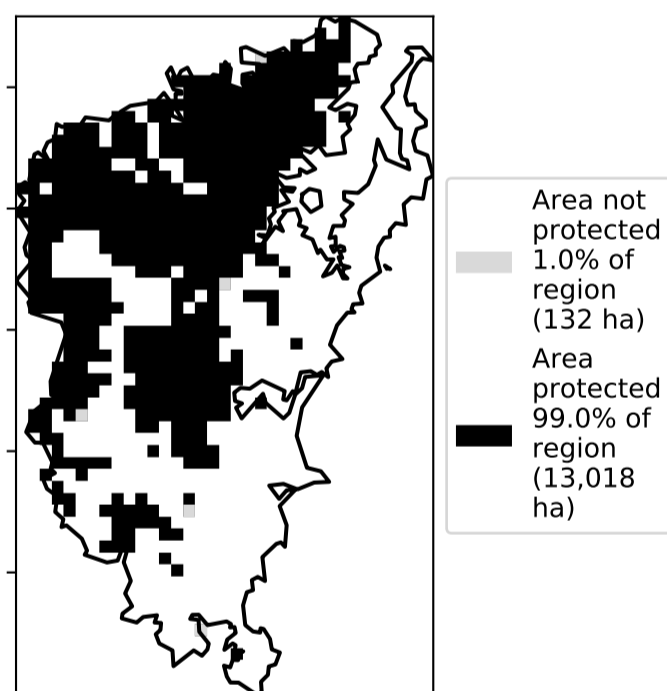 Area not
protected
1.0% of
region
(132 ha)
Area
protected
99.0% of
region
(13,018
ha)